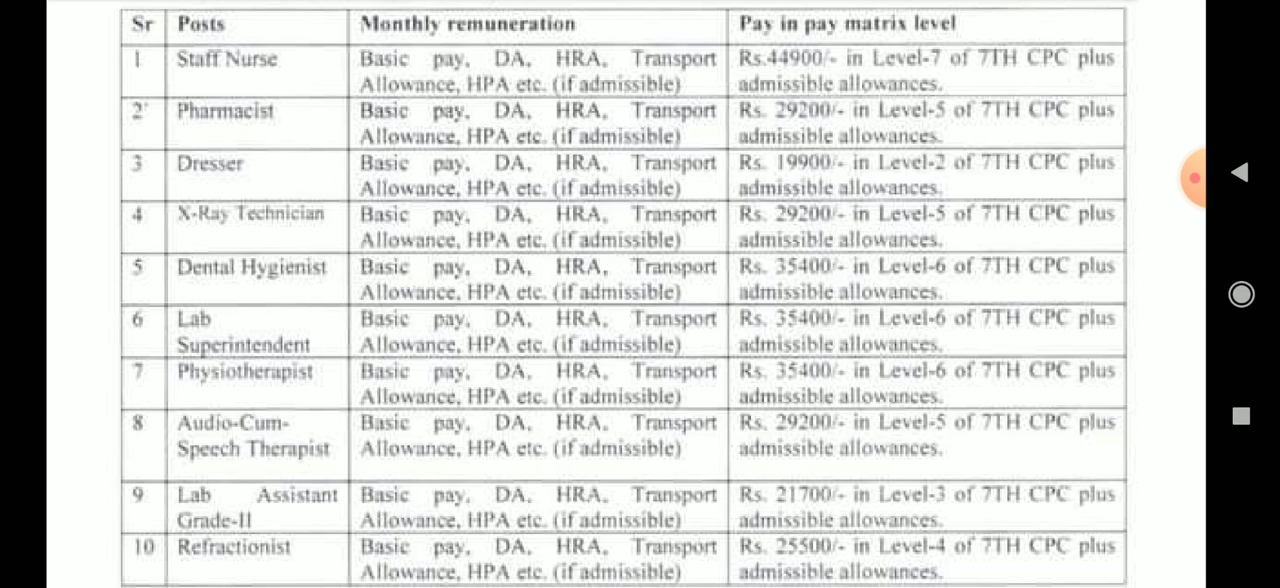 Sr Posts Monthly remuneration Pay in pay matrix level
1 Staff Nurse Basic pay, DA, HRA, Transport Rs.44900/- in Level-7 of 7TH CPC plus
Allowance, HPA etc. (if admissible) admissible allowances.
2 Pharmacist Basic pay, DA, HRA, Transport Rs. 29200/- in Level-5 of 7TH CPC plus
Allowance, HPA etc. (if admissible) admissible allowances.
3 Dresser Basic pay, DA, HRA, Transport Rs. 19900/- in Level-2 of 7TH CPC plus
Allowance, HPA etc. (if admissible) admissible allowances.
4 X-Ray Technician Basic pay, DA, HRA, Transport Rs. 29200/- in Level-5 of 7TH CPC plus
Allowance, HPA etc. (if admissible) admissible allowances.
5 Dental Hygienist Basic pay, DA, HRA, Transport Rs. 35400/- in Level-6 of 7TH CPC plus
Allowance, HPA etc. (if admissible) admissible allowances.
6 Lab Basic pay, DA, HRA, Transport Rs. 35400/- in Level-6 of 7TH CPC plus
Superintendent Allowance, HPA etc. (if admissible) admissible allowances.
7 Physiotherapist Basic pay, DA, HRA, Transport Rs. 35400/- in Level-6 of 7TH CPC plus
Allowance, HPA etc. (if admissible) admissible allowances.
8 Audio-Cum- Basic pay, DA, HRA, Transport Rs. 29200/- in Level-5 of 7TH CPC plus
Speech Therapist Allowance, HPA etc. (if admissible) admissible allowances.
9 Lab Assistant Basic pay, DA, HRA, Transport Rs. 21700/- in Level-3 of 7TH CPC plus
Grade-II Allowance, HPA etc. (if admissible) admissible allowances.
10 Refractionist Basic pay, DA, HRA, Transport Rs. 25500/- in Level-4 of 7TH CPC plus
Allowance, HPA etc. (if admissible) admissible allowances.